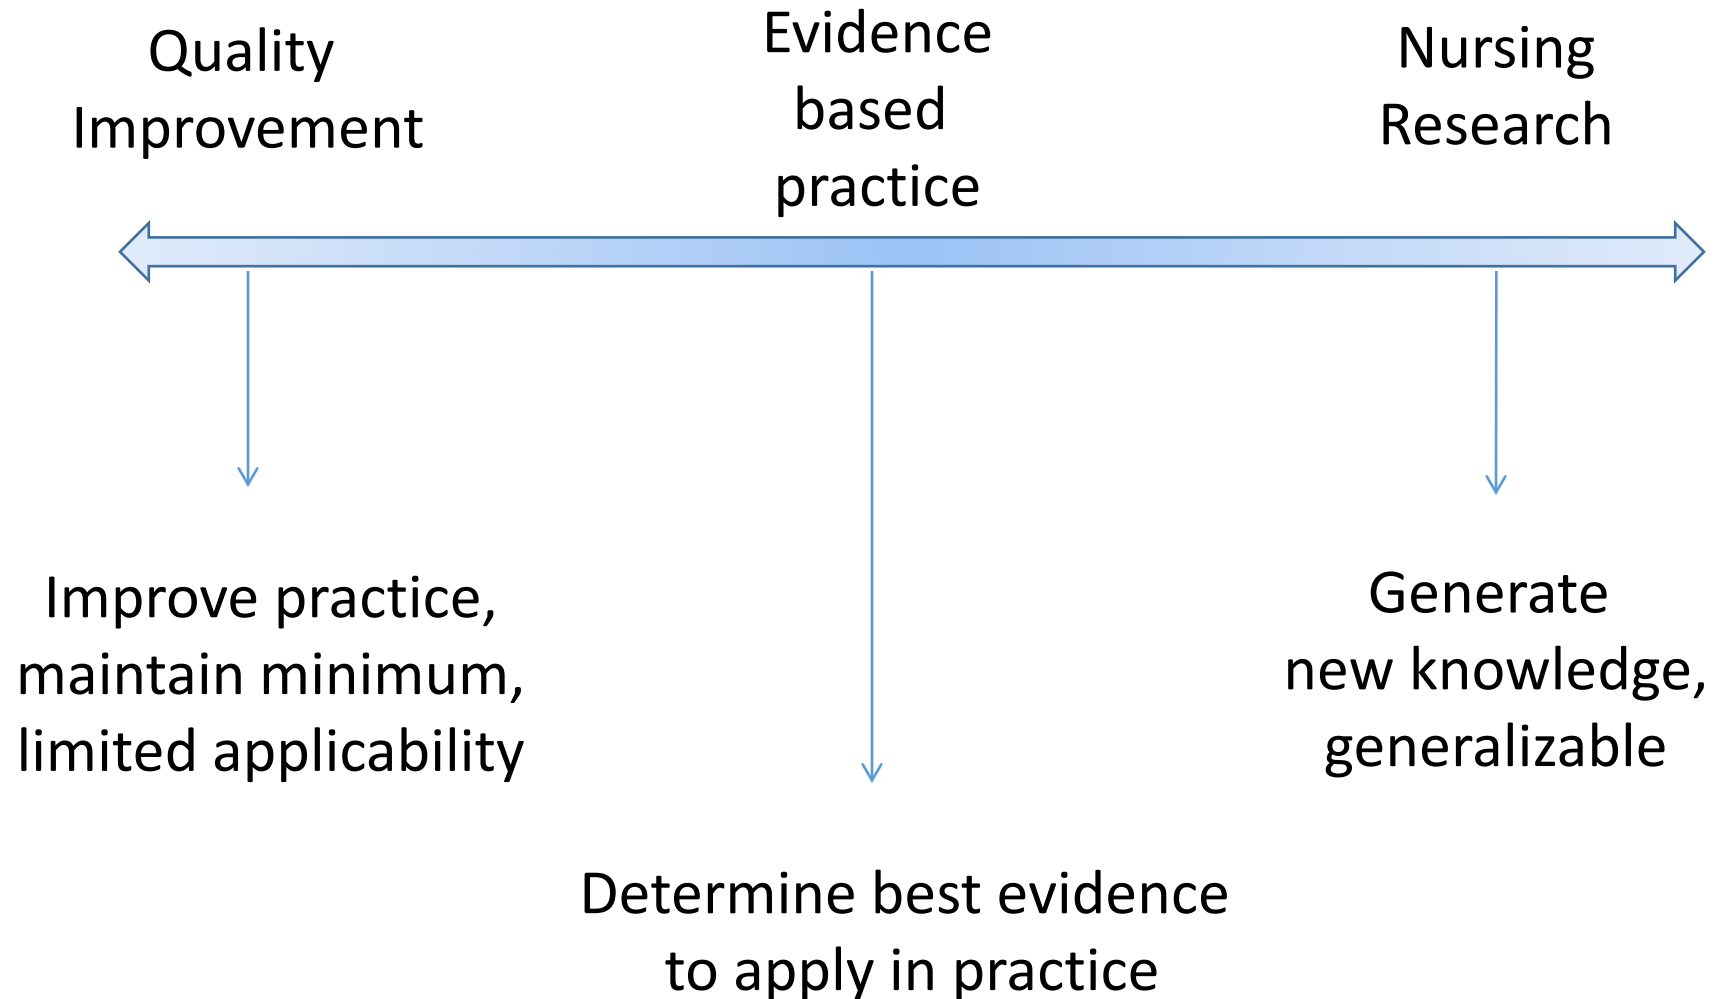 Quality
Improvement
Evidence
based
practice
Nursing
Research
Improve practice,
maintain minimum,
limited applicability
Generate
new knowledge,
generalizable
Determine best evidence
to apply in practice